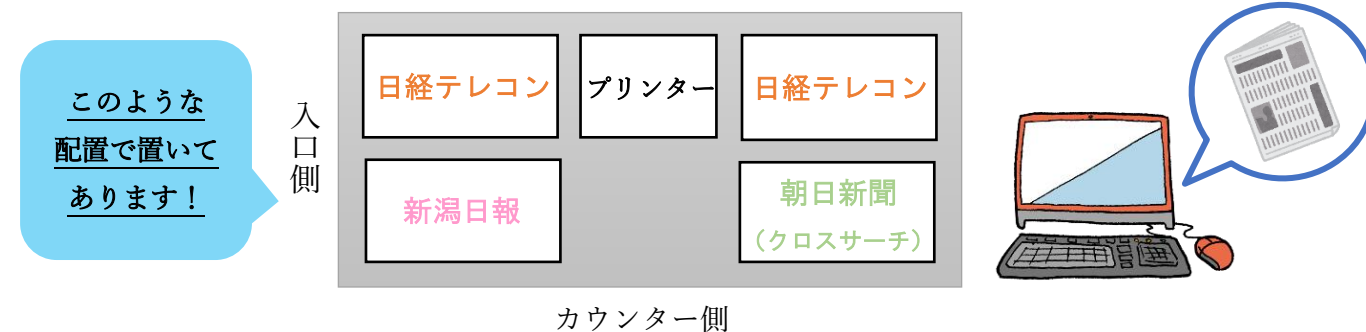 このような
配置で置いて
あります！
入口側
日経テレコン
プリンター
日経テレコン
新潟日報
朝日新聞
（クロスサーチ）
カウンター側